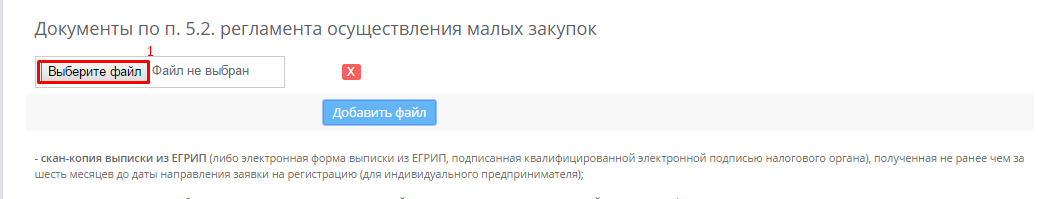 Документы по п. 5.2. регламента осуществления малых закупок
1
Выберите файл Файл не выбран X
Добавить файл
- скан-копия выписки из ЕГРИП (либо электронная форма выписки из ЕГРИП, подписанная квалифицированной электронной подписью налогового органа), полученная не ранее чем за
шесть месяцев до даты направления заявки на регистрацию (для индивидуального предпринимателя);